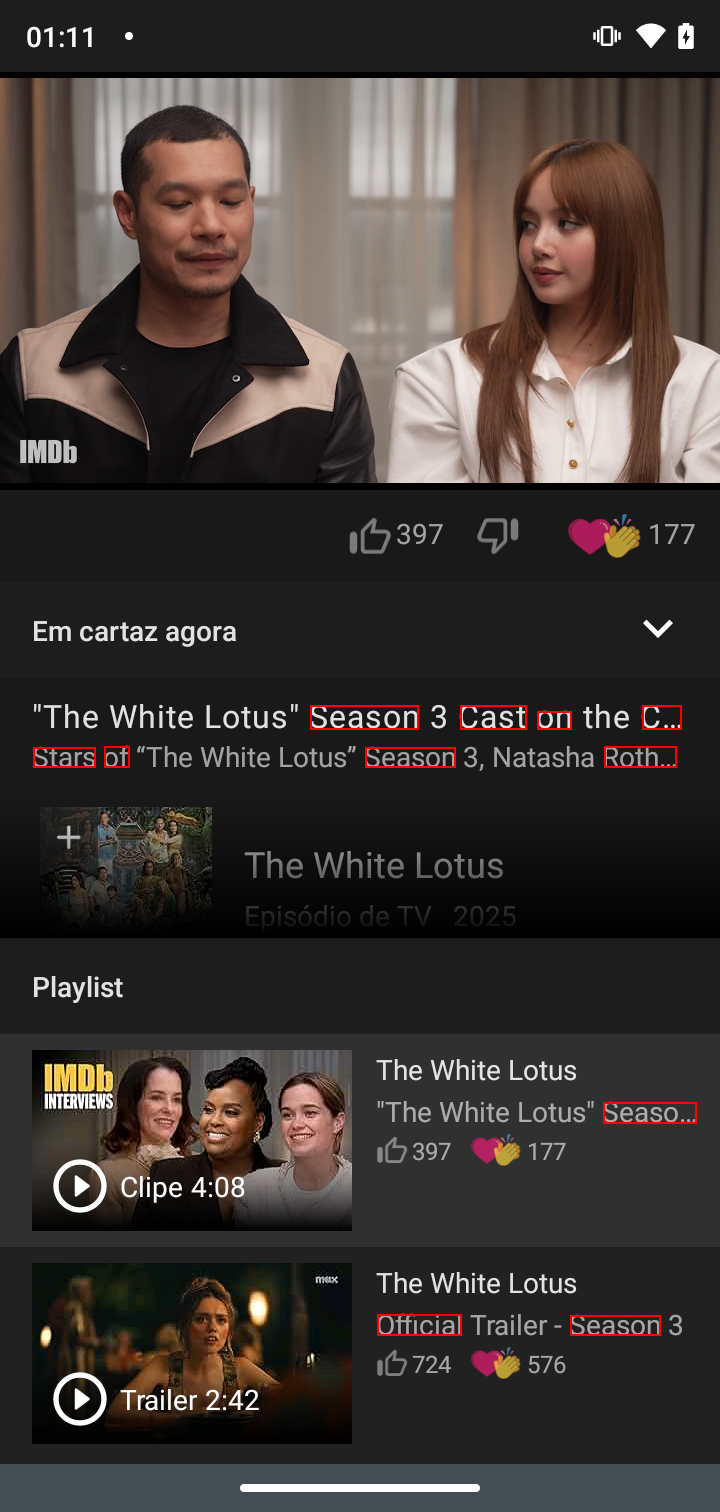 01:11
IMDb
397
177
Em cartaz agora
"The White Lotus" Season 3 Cast on the C...
Stars of “The White Lotus” Season 3, Natasha Roth...
The White Lotus
Episódio de TV 2025
Playlist
IMDb
INTERVIEWS
Clipe 4:08
The White Lotus
"The White Lotus" Seaso...
397 177
max
Trailer 2:42
The White Lotus
Official Trailer - Season 3
724 576